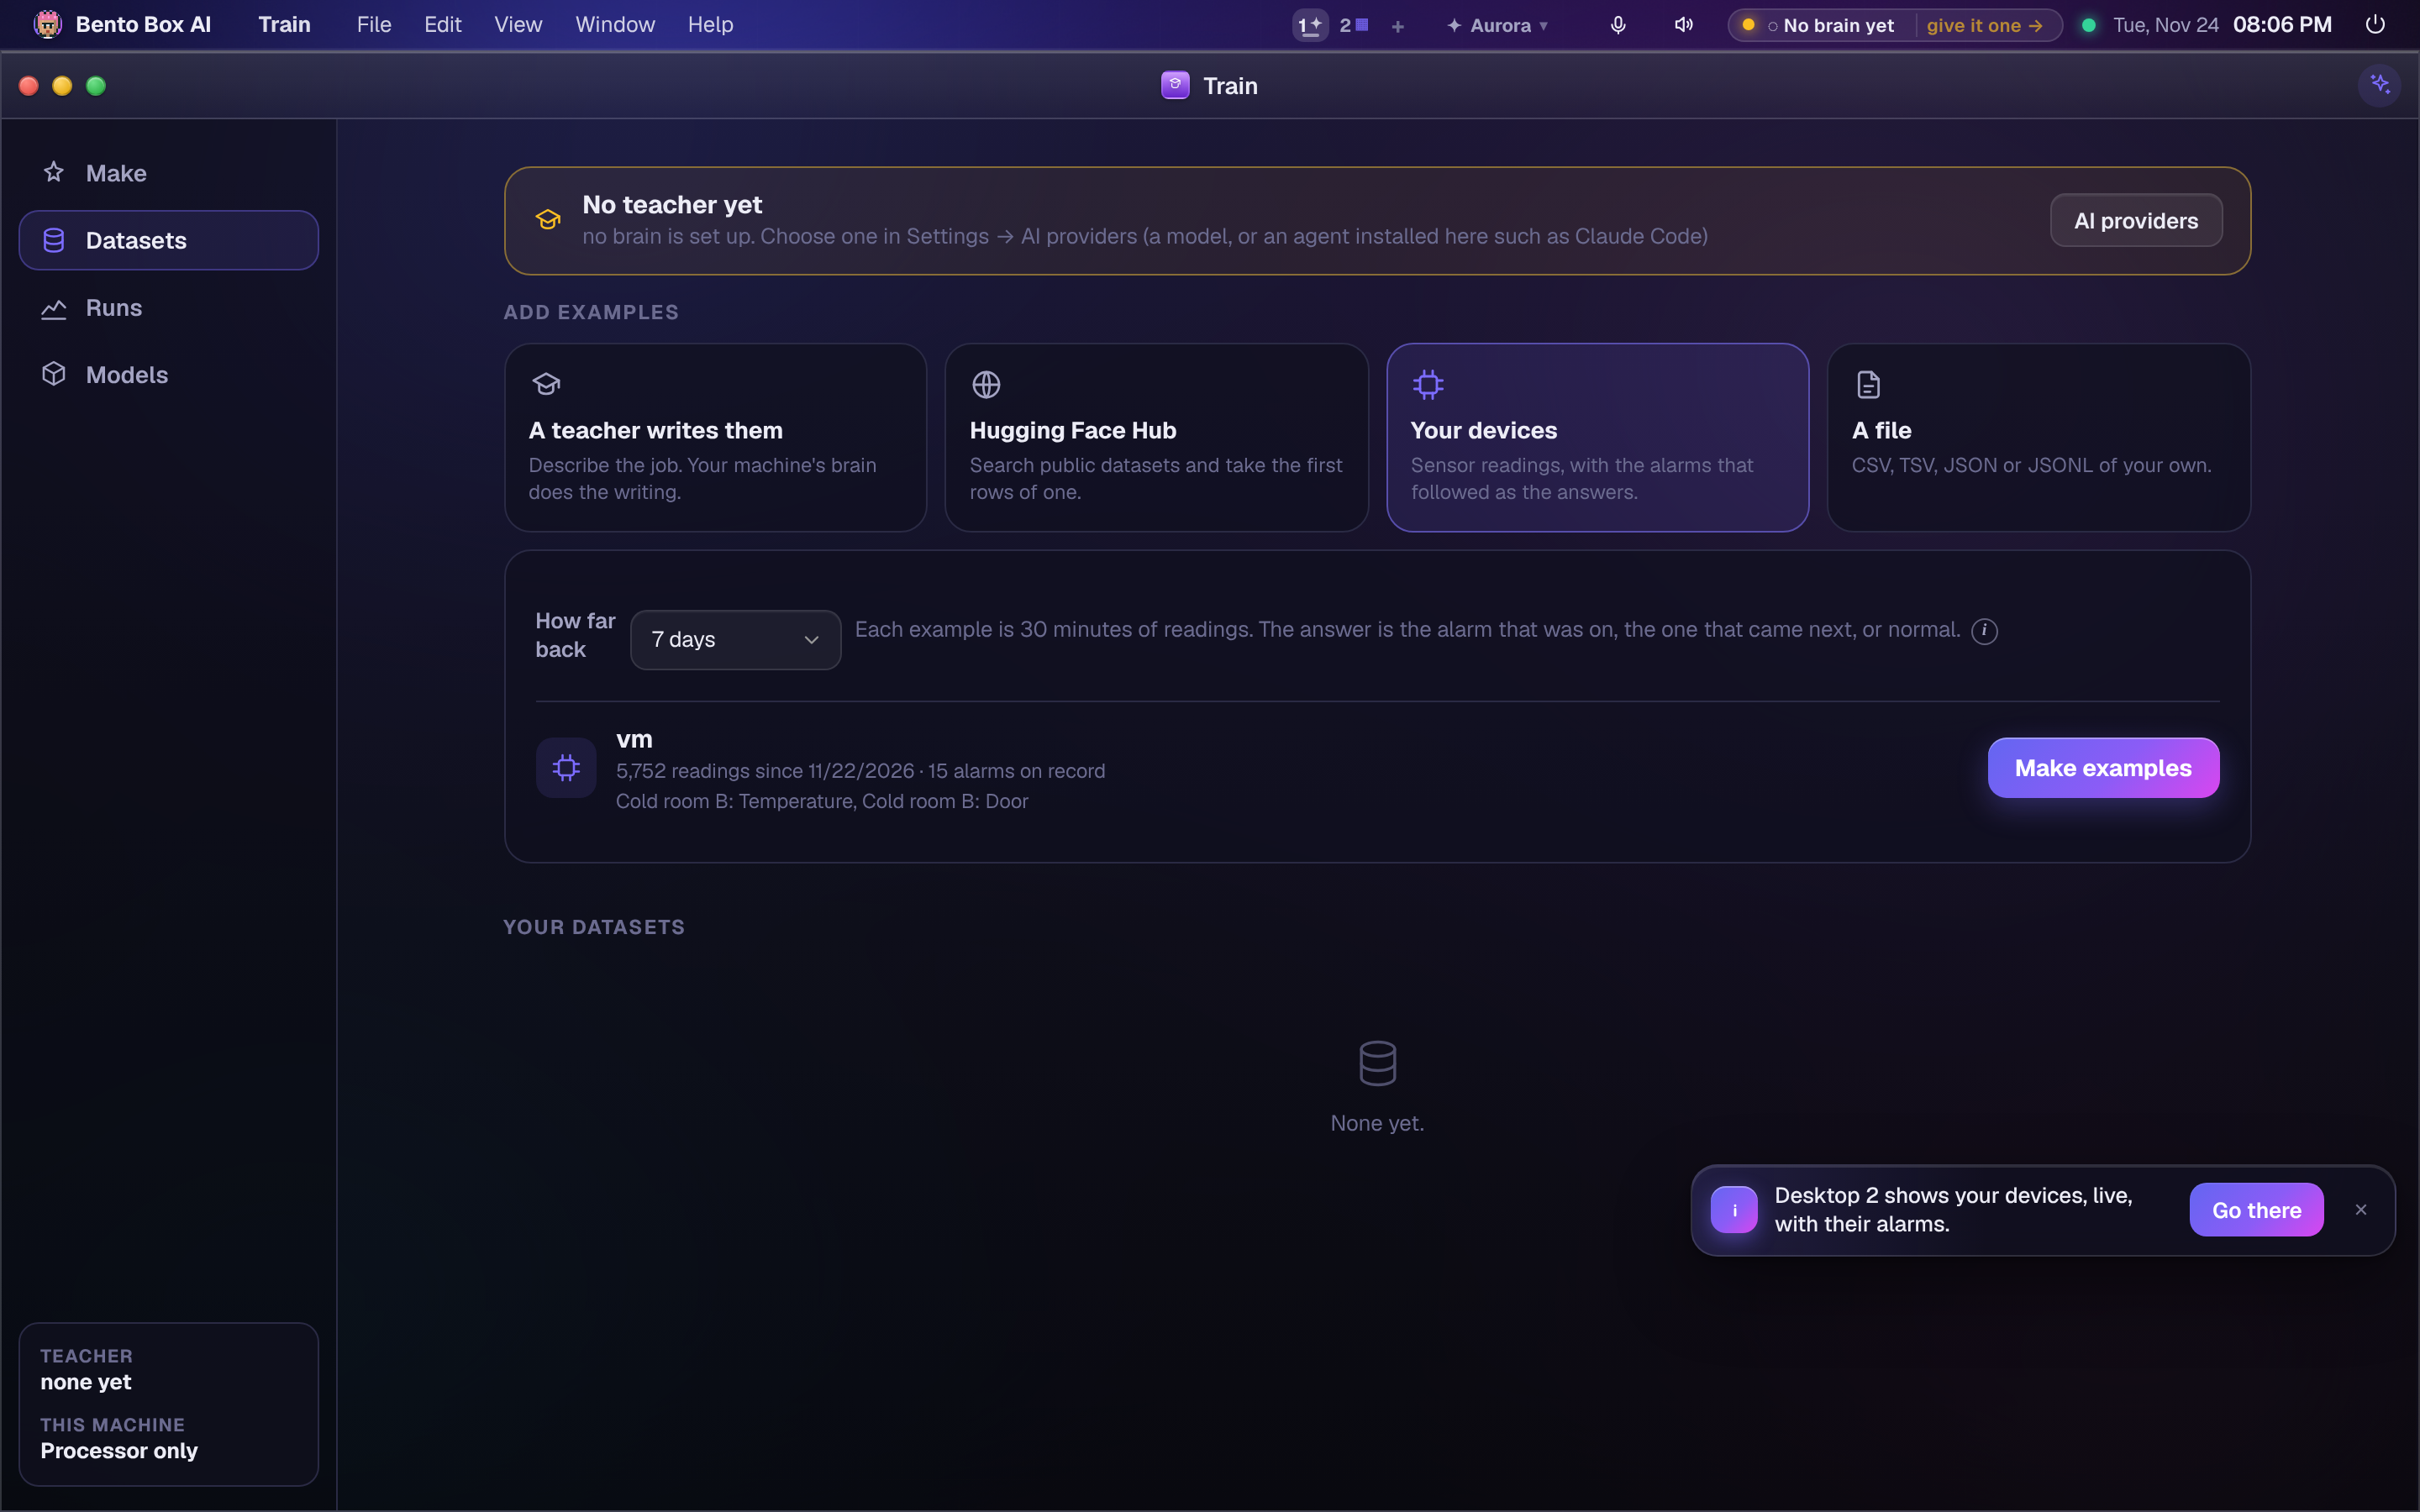 Bento Box AI Train File Edit View Window Help 1 2 + Aurora No brain yet give it one → Tue, Nov 24 08:06 PM
Train
Make
Datasets
Runs
Models
No teacher yet
no brain is set up. Choose one in Settings → AI providers (a model, or an agent installed here such as Claude Code)
AI providers
ADD EXAMPLES
A teacher writes them
Describe the job. Your machine's brain
does the writing.
Hugging Face Hub
Search public datasets and take the first
rows of one.
Your devices
Sensor readings, with the alarms that
followed as the answers.
A file
CSV, TSV, JSON or JSONL of your own.
How far
back
7 days
Each example is 30 minutes of readings. The answer is the alarm that was on, the one that came next, or normal. i
vm
5,752 readings since 11/22/2026 · 15 alarms on record
Cold room B: Temperature, Cold room B: Door
Make examples
YOUR DATASETS
None yet.
i
Desktop 2 shows your devices, live,
with their alarms.
Go there ×
TEACHER
none yet
THIS MACHINE
Processor only